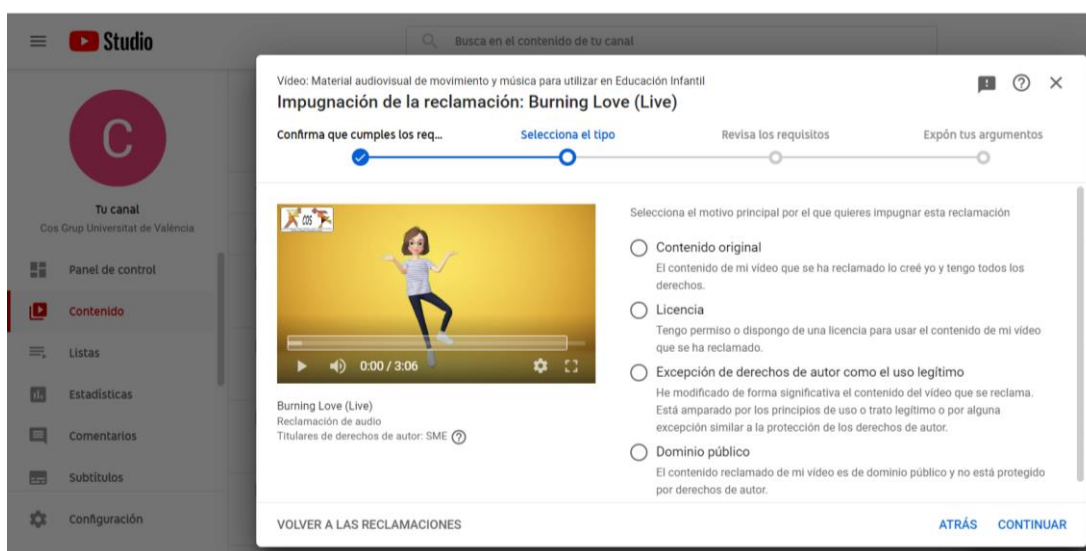 Studio
Busca en el contenido de tu canal
C
Tu canal
Cos Grup Universitat de València
Panel de control
Contenido
Listas
Estadísticas
Comentarios
Subtítulos
Configuración
Vídeo: Material audiovisual de movimiento y música para utilizar en Educación Infantil
Impugnación de la reclamación: Burning Love (Live)
Confirma que cumples los req...
Selecciona el tipo
Revisa los requisitos
Expón tus argumentos
COS
0:00 / 3:06
Burning Love (Live)
Reclamación de audio
Titulares de derechos de autor: SME
Selecciona el motivo principal por el que quieres impugnar esta reclamación
Contenido original
El contenido de mi vídeo que se ha reclamado lo creé yo y tengo todos los
derechos.
Licencia
Tengo permiso o dispongo de una licencia para usar el contenido de mi vídeo
que se ha reclamado.
Excepción de derechos de autor como el uso legítimo
He modificado de forma significativa el contenido del vídeo que se reclama.
Está amparado por los principios de uso o trato legítimo o por alguna
excepción similar a la protección de los derechos de autor.
Dominio público
El contenido reclamado de mi vídeo es de dominio público y no está protegido
por derechos de autor.
VOLVER A LAS RECLAMACIONES
ATRÁS
CONTINUAR